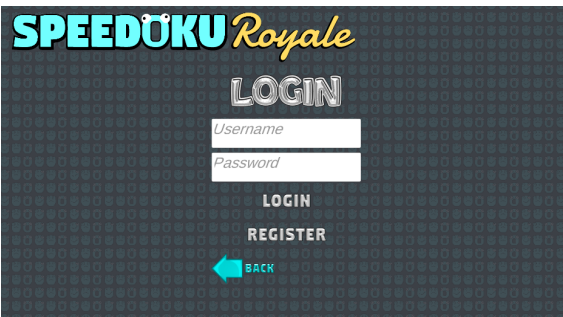 SPEEDOKU Royale
LOGIN
Username
Password
LOGIN
REGISTER
BACK